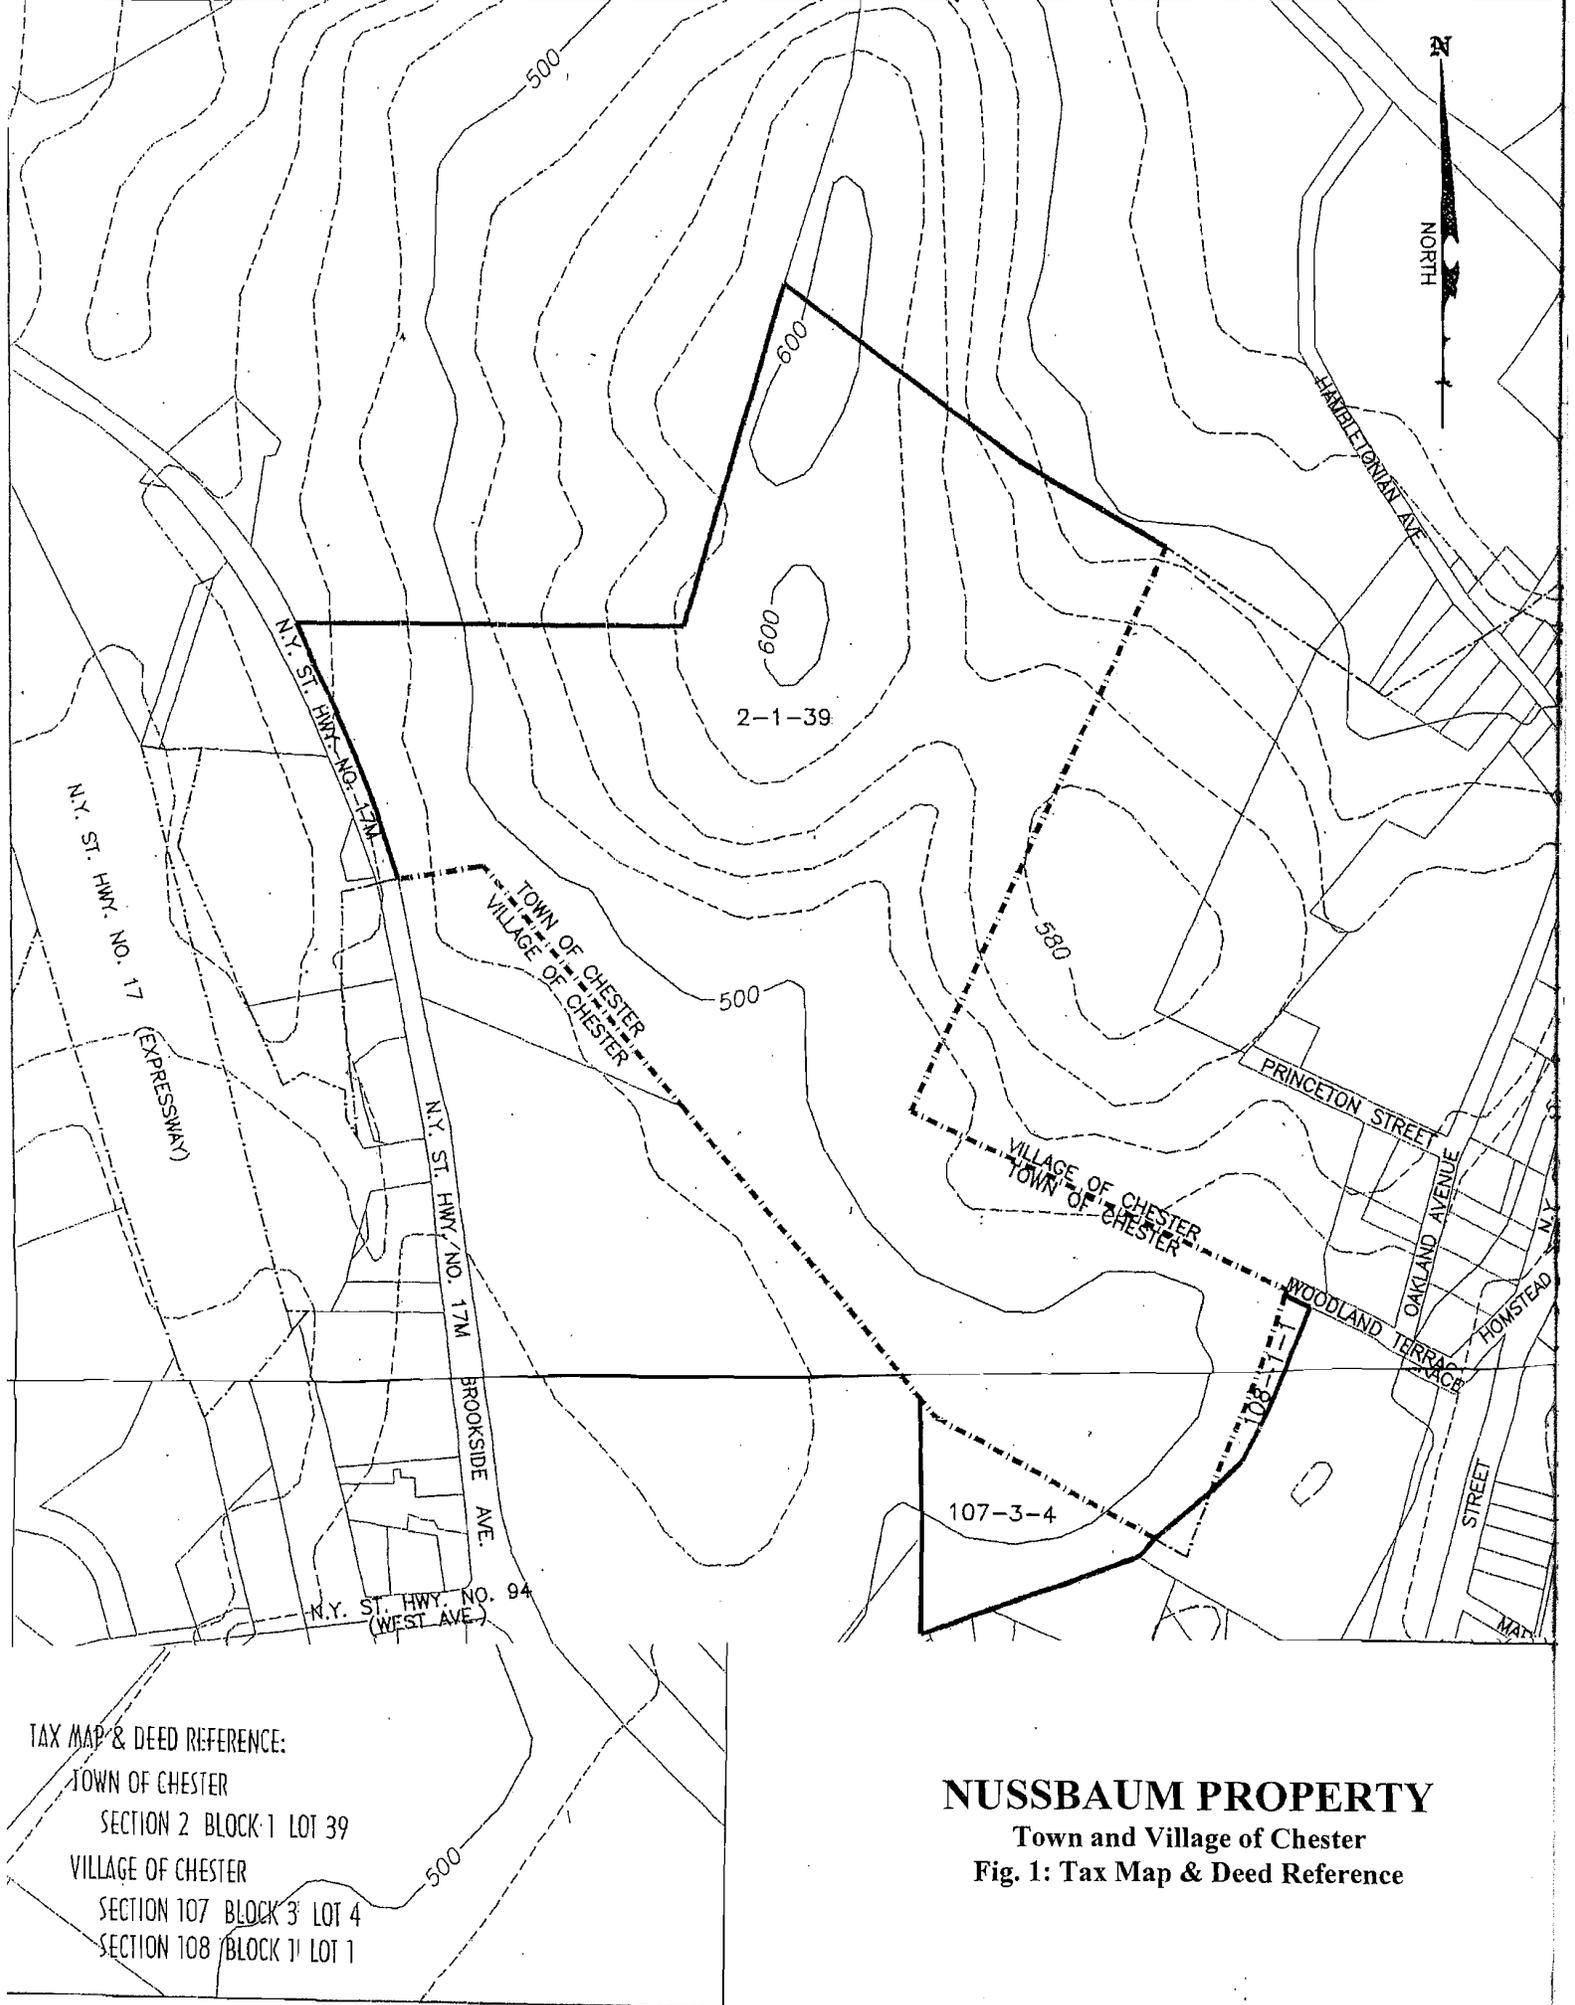 500
N
NORTH
600
HAMBLETONIAN AVE
600
N.Y. ST. HWY. NO. 17M
2-1-39
N.Y. ST. HWY. NO. 17 (EXPRESSWAY)
TOWN OF CHESTER
VILLAGE OF CHESTER
580
500
PRINCETON STREET
N.Y. ST. HWY. NO. 17M
VILLAGE OF CHESTER
TOWN OF CHESTER
OAKLAND AVENUE
N.Y.
HOMSTEAD
WOODLAND TERRACE
108-1-1
BROOKSIDE AVE.
107-3-4
STREET
N.Y. ST. HWY. NO. 94
(WEST AVE.)
TAX MAP & DEED REFERENCE:
TOWN OF CHESTER
SECTION 2 BLOCK 1 LOT 39
VILLAGE OF CHESTER
SECTION 107 BLOCK 3 LOT 4
SECTION 108 BLOCK 1 LOT 1
500
NUSSBAUM PROPERTY
Town and Village of Chester
Fig. 1: Tax Map & Deed Reference